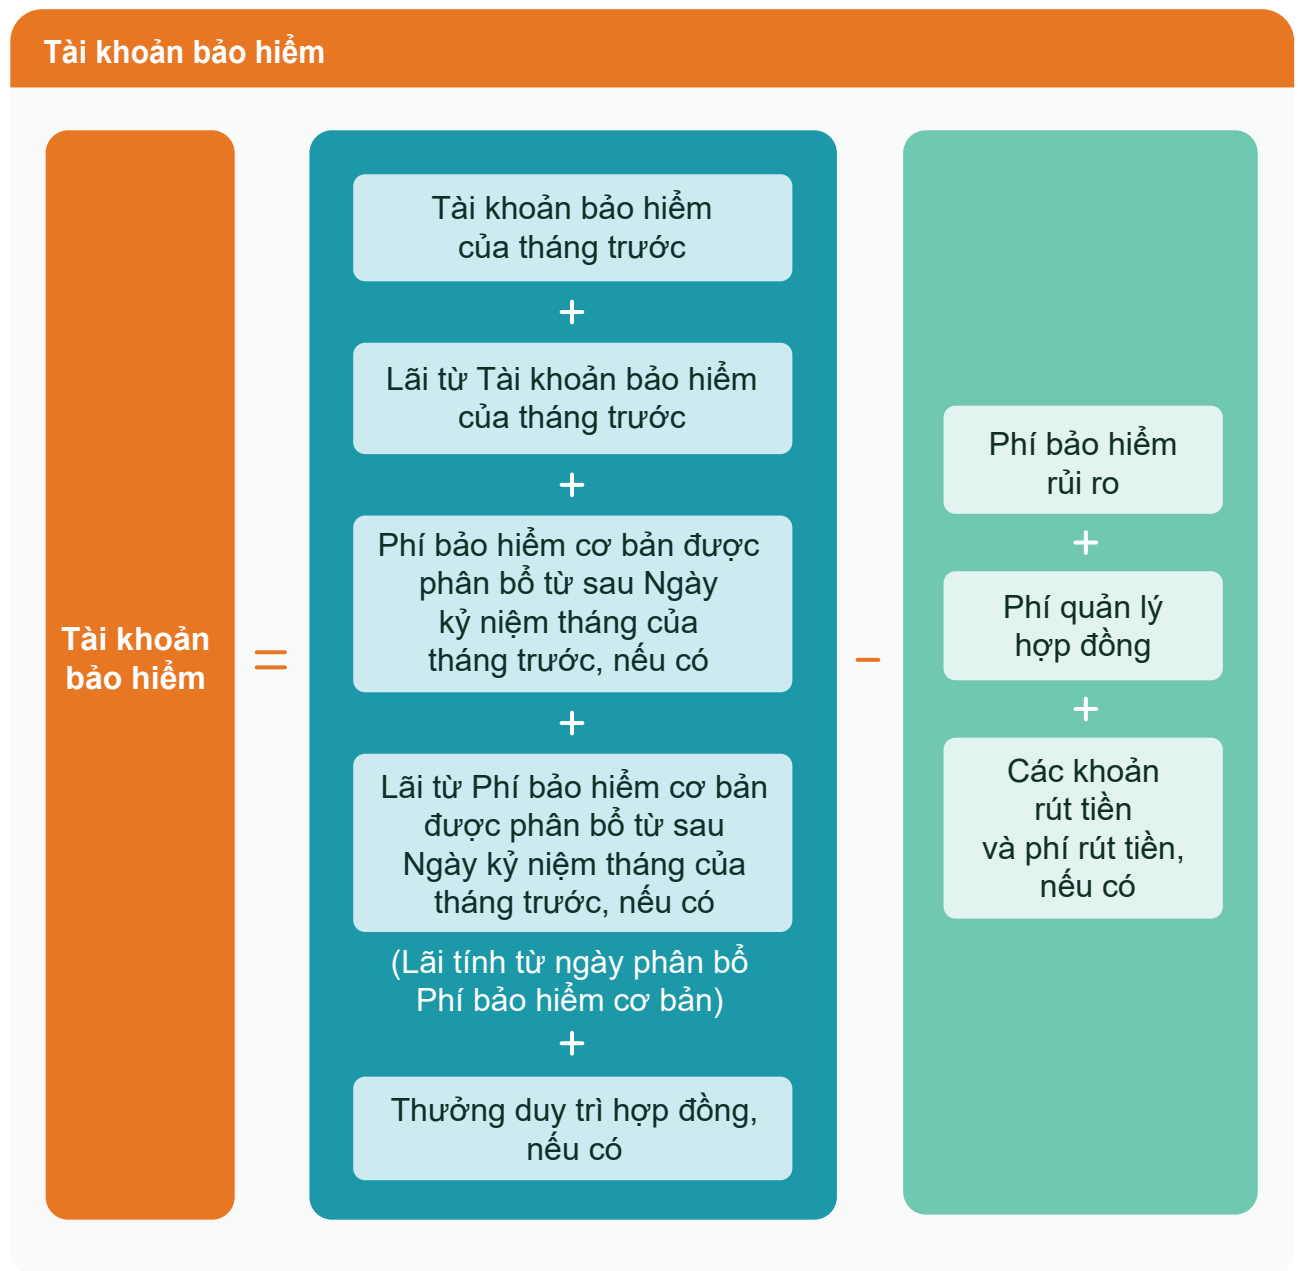 Tài khoản bảo hiểm
Tài khoản
bảo hiểm
=
Tài khoản bảo hiểm
của tháng trước
+
Lãi từ Tài khoản bảo hiểm
của tháng trước
+
Phí bảo hiểm cơ bản được
phân bổ từ sau Ngày
kỷ niệm tháng của
tháng trước, nếu có
+
Lãi từ Phí bảo hiểm cơ bản
được phân bổ từ sau
Ngày kỷ niệm tháng của
tháng trước, nếu có
(Lãi tính từ ngày phân bổ
Phí bảo hiểm cơ bản)
+
Thưởng duy trì hợp đồng,
nếu có
−
Phí bảo hiểm
rủi ro
+
Phí quản lý
hợp đồng
+
Các khoản
rút tiền
và phí rút tiền,
nếu có